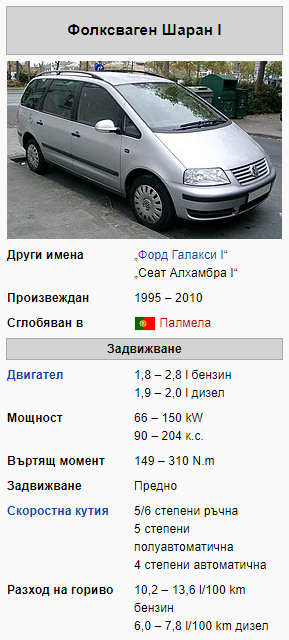 Фолксваген Шаран I
Други имена
„Форд Галакси I“
„Сеат Алхамбра I“
Произвеждан
1995 – 2010
Сглобяван в
Палмела
Задвижване
Двигател
1,8 – 2,8 l бензин
1,9 – 2,0 l дизел
Мощност
66 – 150 kW
90 – 204 к.с.
Въртящ момент
149 – 310 N.m
Задвижване
Предно
Скоростна кутия
5/6 степени ръчна
5 степени
полуавтоматична
4 степени автоматична
Разход на гориво
10,2 – 13,6 l/100 km
бензин
6,0 – 7,8 l/100 km дизел